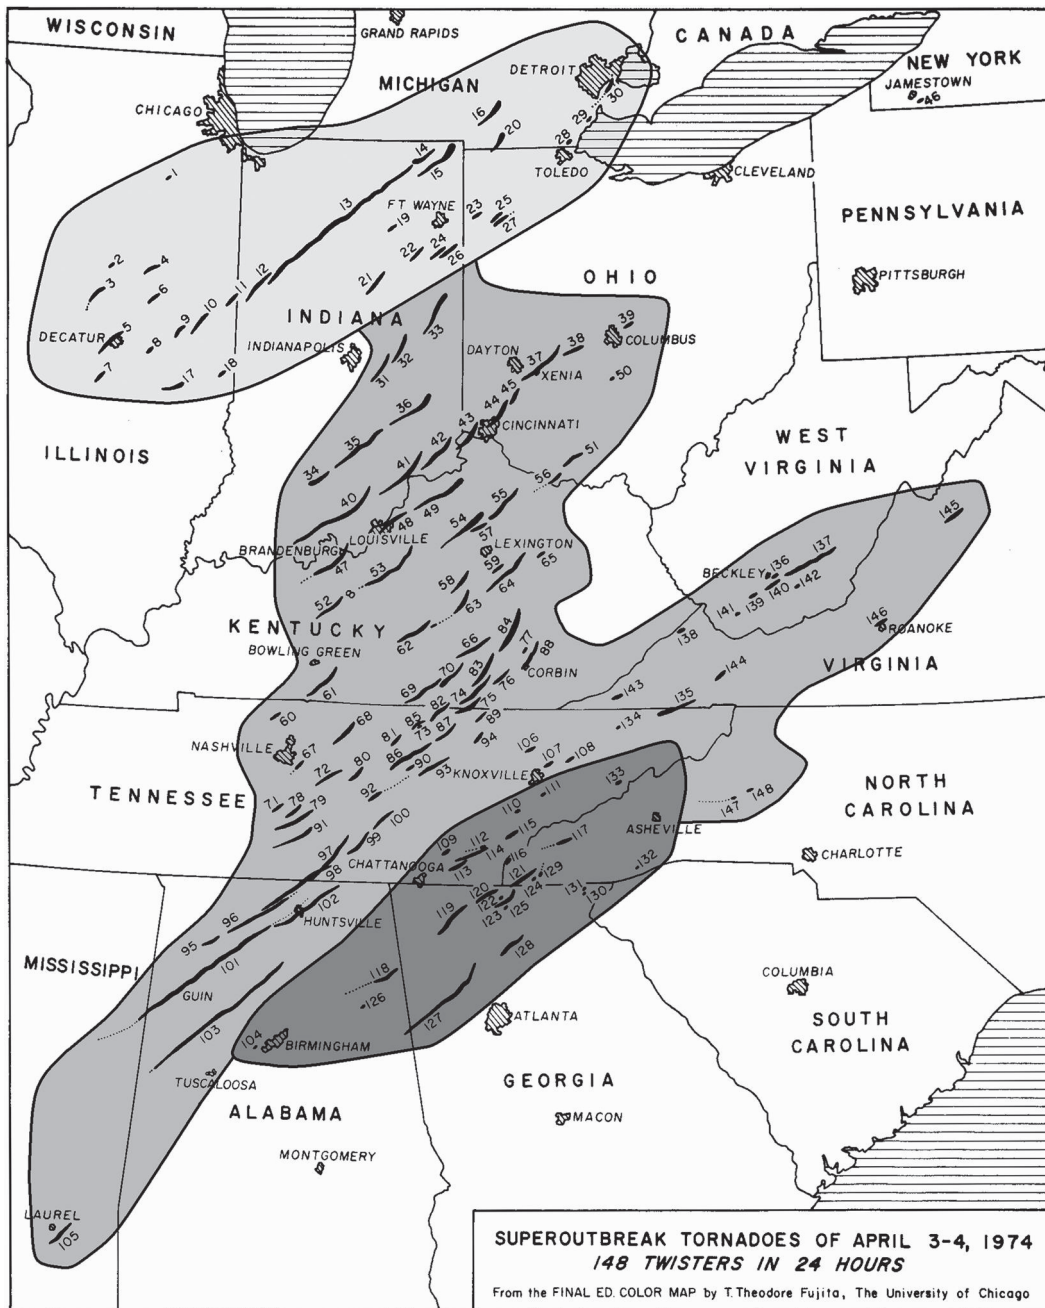 WISCONSIN
GRAND RAPIDS
CANADA
DETROIT
NEW YORK
MICHIGAN
JAMESTOWN
46
CHICAGO
30
16
29
20
28
14
TOLEDO
CLEVELAND
15
1
13
FT WAYNE
23
25
PENNSYLVANIA
19
27
22
24
26
2
4
OHIO
PITTSBURGH
12
21
3
11
6
10
INDIANA
33
39
DECATUR
5
9
INDIANAPOLIS
DAYTON
38
COLUMBUS
8
32
37
7
18
XENIA
17
31
45
50
36
44
43
CINCINNATI
WEST
VIRGINIA
35
42
ILLINOIS
51
34
41
56
40
55
49
145
48
54
LOUISVILLE
57
137
BRANDENBURG
LEXINGTON
136
47
53
59
65
BECKLEY
58
64
140
142
52
8
63
139
141
146
KENTUCKY
84
138
ROANOKE
62
66
77
BOWLING GREEN
88
VIRGINIA
83
CORBIN
70
144
61
69
74
76
143
135
82
75
60
68
85
87
89
134
81
73
NASHVILLE
94
106
67
86
107
108
90
72
80
93
KNOXVILLE
133
NORTH
CAROLINA
92
111
TENNESSEE
71
78
79
110
147
148
100
91
115
ASHEVILLE
99
109
112
117
97
114
CHARLOTTE
CHATTANOOGA
116
98
113
121
129
132
120
124
131
102
122
130
96
119
123
125
HUNTSVILLE
95
128
MISSISSIPPI
101
118
COLUMBIA
GUIN
126
127
ATLANTA
SOUTH
CAROLINA
103
104
BIRMINGHAM
TUSCALOOSA
GEORGIA
ALABAMA
MACON
MONTGOMERY
LAUREL
105
SUPEROUTBREAK TORNADOES OF APRIL 3-4, 1974
148 TWISTERS IN 24 HOURS
From the FINAL ED. COLOR MAP by T. Theodore Fujita, The University of Chicago